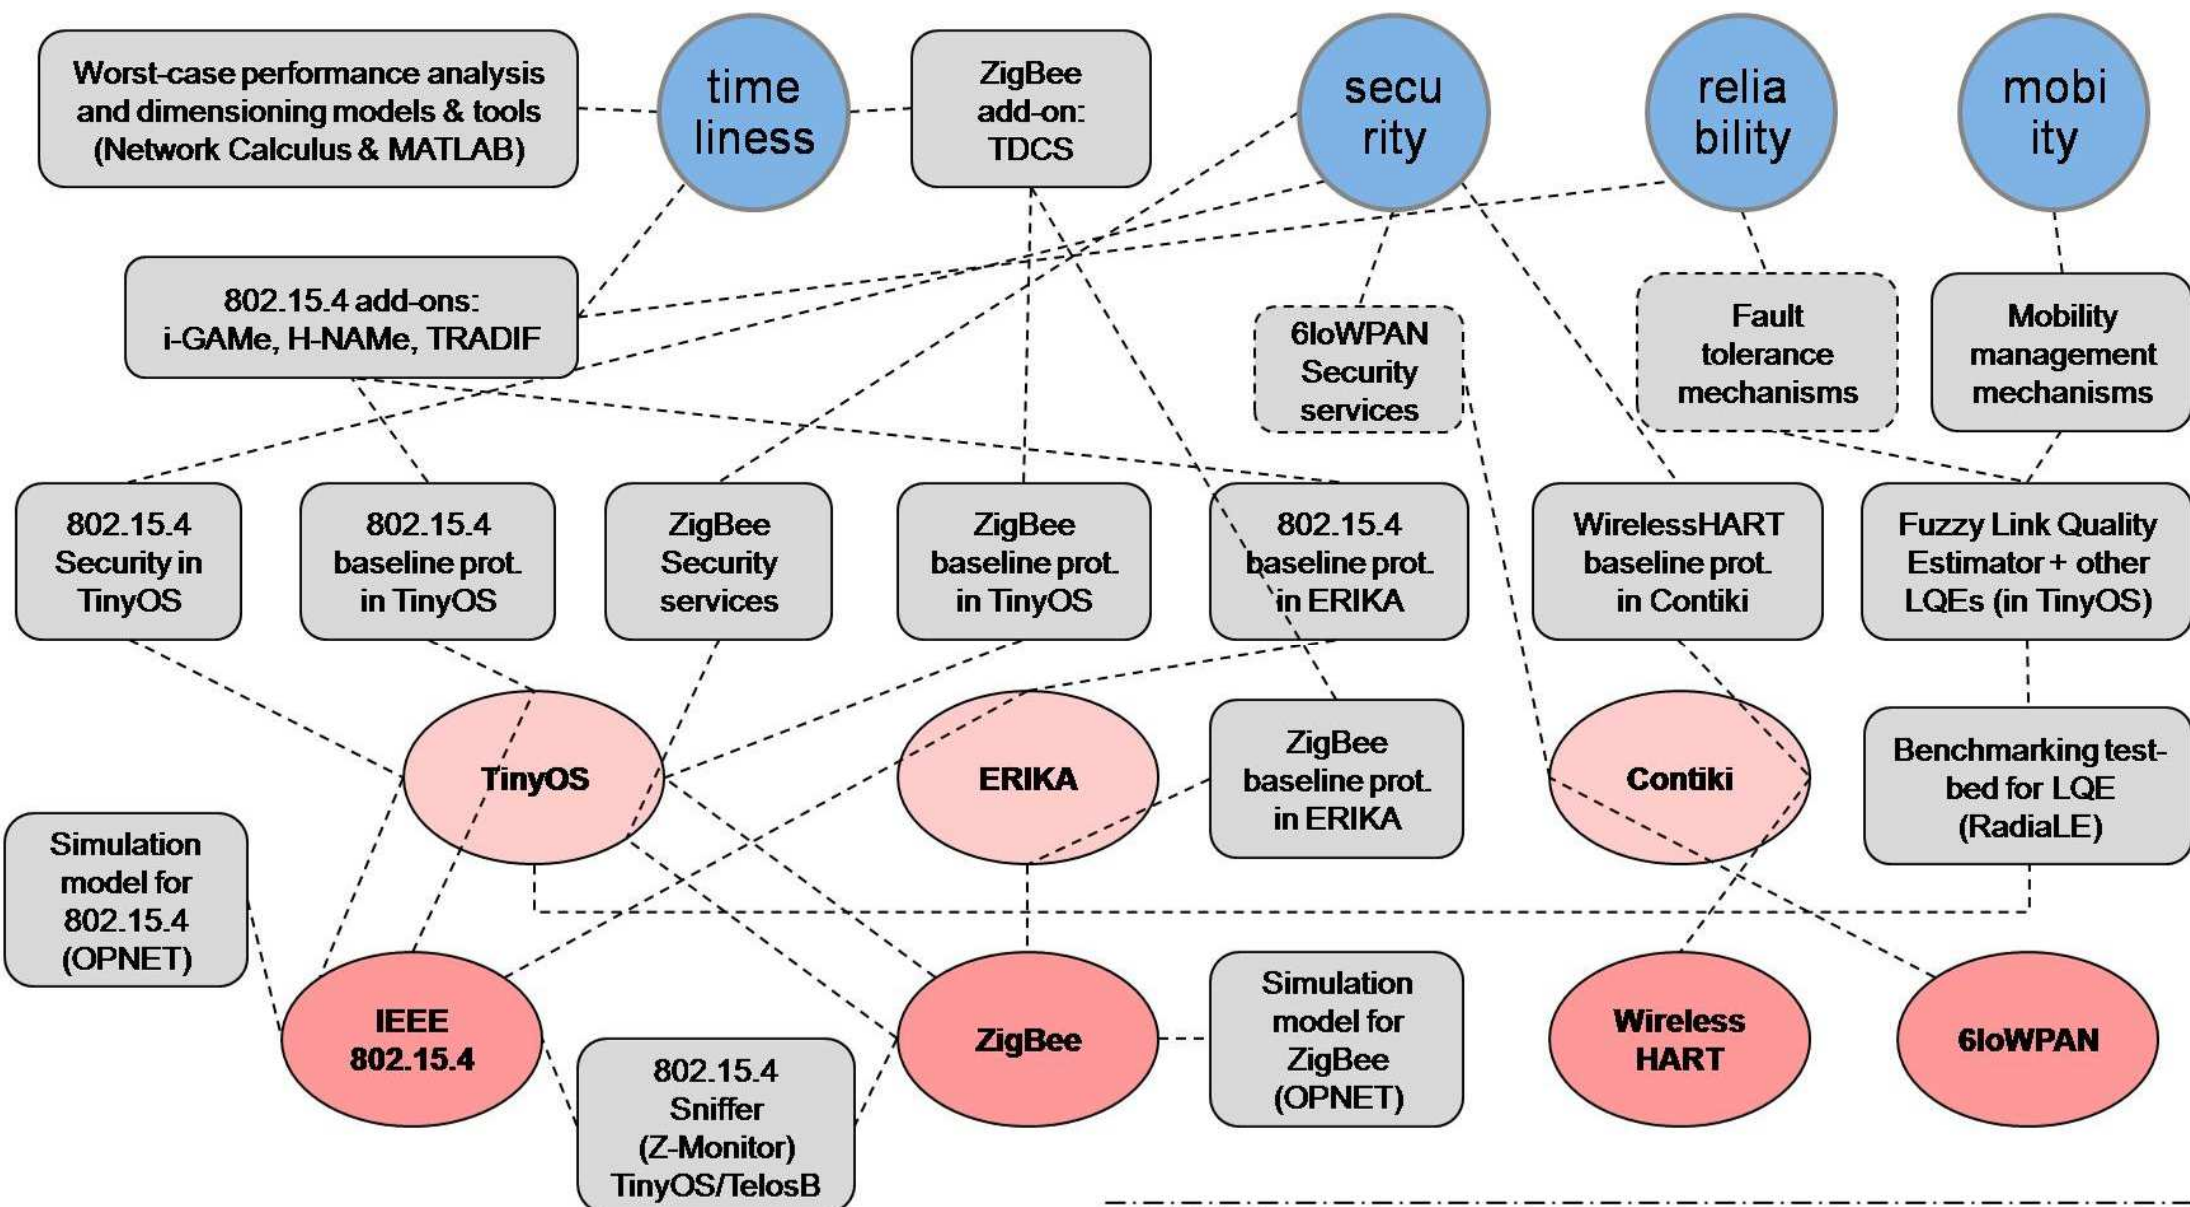 Worst-case performance analysis
and dimensioning models & tools
(Network Calculus & MATLAB)
time
liness
ZigBee
add-on:
TDCS
secu
rity
relia
bility
mobi
ity
802.15.4 add-ons:
i-GAMe, H-NAMe, TRADIF
6loWPAN
Security
services
Fault
tolerance
mechanisms
Mobility
management
mechanisms
802.15.4
Security in
TinyOS
802.15.4
baseline prot.
in TinyOS
ZigBee
Security
services
ZigBee
baseline prot.
in TinyOS
802.15.4
baseline prot.
in ERIKA
WirelessHART
baseline prot.
in Contiki
Fuzzy Link Quality
Estimator + other
LQEs (in TinyOS)
TinyOS
ERIKA
ZigBee
baseline prot.
in ERIKA
Contiki
Benchmarking test-
bed for LQE
(RadiaLE)
Simulation
model for
802.15.4
(OPNET)
IEEE
802.15.4
802.15.4
Sniffer
(Z-Monitor)
TinyOS/TelosB
ZigBee
Simulation
model for
ZigBee
(OPNET)
Wireless
HART
6loWPAN